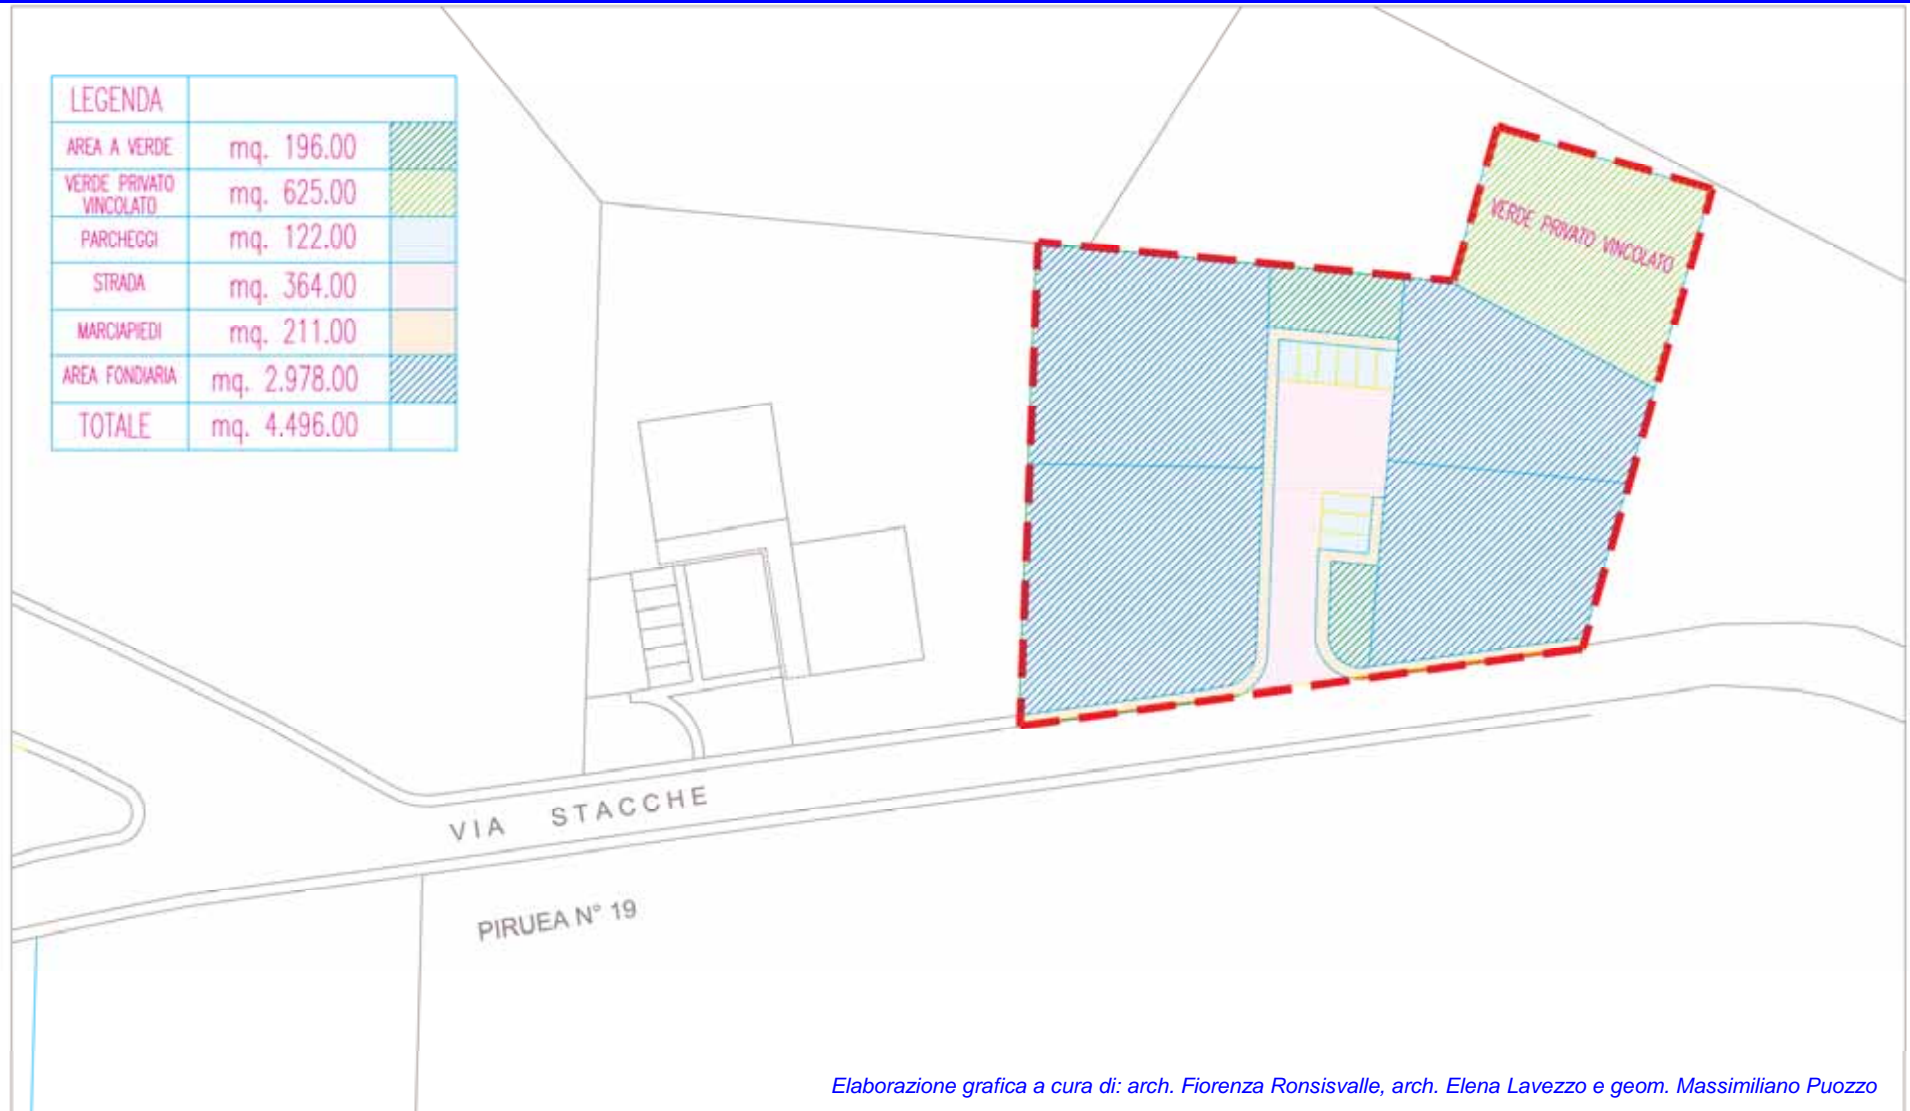 LEGENDA
AREA A VERDE mq. 196.00
VERDE PRIVATO
VINCOLATO mq. 625.00
PARCHEGGI mq. 122.00
STRADA mq. 364.00
MARCIAPIEDI mq. 211.00
AREA FONDIARIA mq. 2.978.00
TOTALE mq. 4.496.00
VERDE PRIVATO VINCOLATO
VIA STACCHE
PIRUEA N° 19
Elaborazione grafica a cura di: arch. Fiorenza Ronsisvalle, arch. Elena Lavezzo e geom. Massimiliano Puozzo